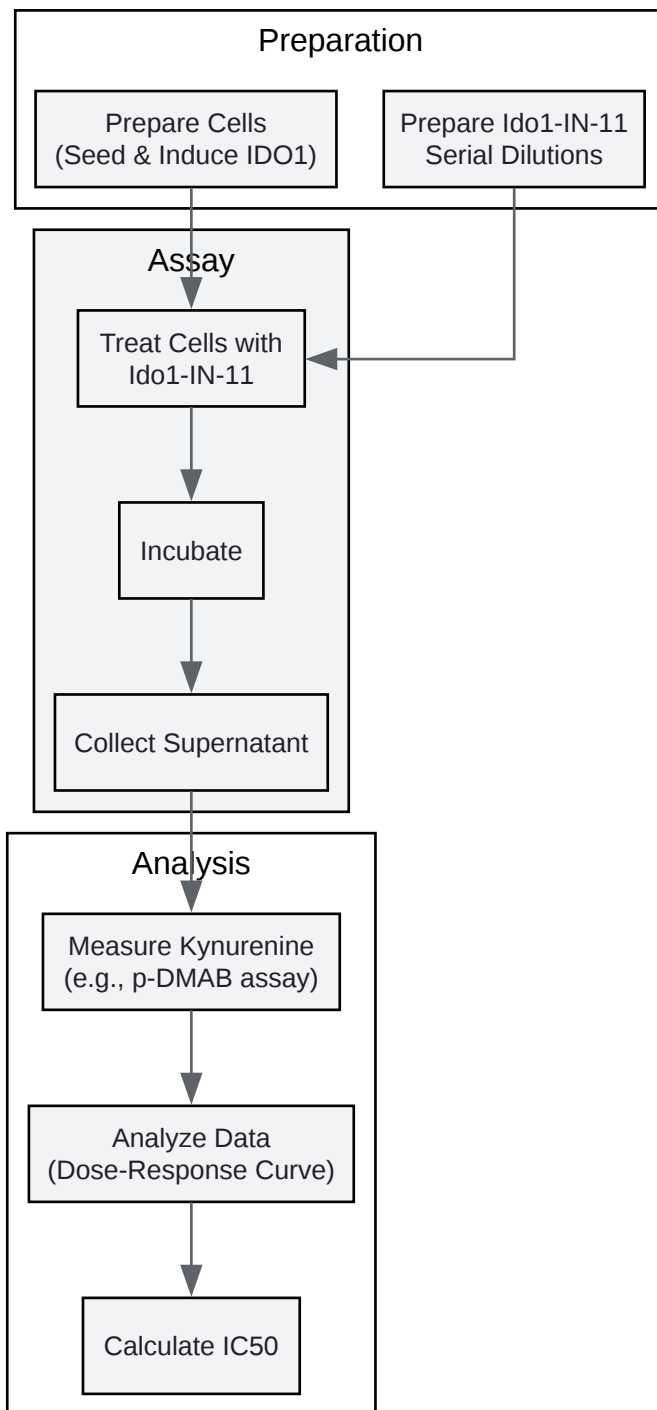 Preparation
Prepare Cells
(Seed & Induce IDO1)
Prepare Ido1-IN-11
Serial Dilutions
Assay
Treat Cells with
Ido1-IN-11
Incubate
Collect Supernatant
Analysis
Measure Kynurenine
(e.g., p-DMAB assay)
Analyze Data
(Dose-Response Curve)
Calculate IC50